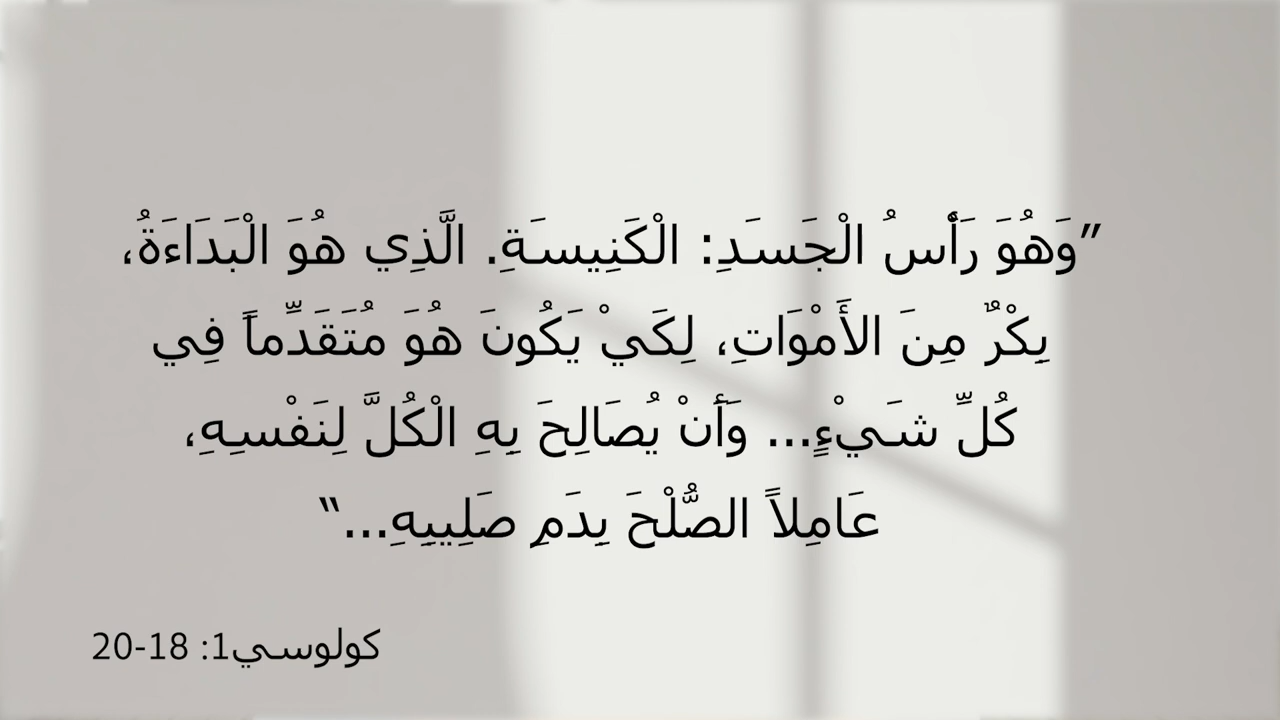 ”وَهُوَ رَأْسُ الْجَسَدِ: الْكَنِيسَةِ. الَّذِي هُوَ الْبَدَاءَةُ،
بِكْرٌ مِنَ الأَمْوَاتِ، لِكَيْ يَكُونَ هُوَ مُتَقَدِّماً فِي
كُلِّ شَيْءٍ... وَأَنْ يُصَالِحَ بِهِ الْكُلَّ لِنَفْسِهِ،
عَامِلاً الصُّلْحَ بِدَمِ صَلِيبِهِ...“
كولوسي1: 18-20